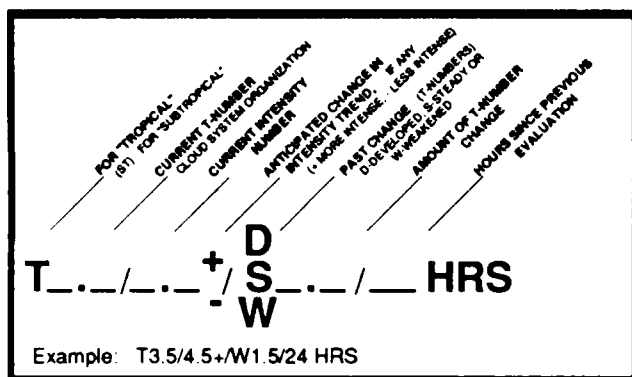 FOR "TROPICAL"
(ST) FOR "SUBTROPICAL"
CURRENT T-NUMBER
CLOUD SYSTEM ORGANIZATION
CURRENT INTENSITY
NUMBER
ANTICIPATED CHANGE IN
INTENSITY TREND, IF ANY
(+ MORE INTENSE, - LESS INTENSE)
PAST CHANGE (T-NUMBERS)
D-DEVELOPED, S-STEADY OR
W-WEAKENED
AMOUNT OF T-NUMBER
CHANGE
HOURS SINCE PREVIOUS
EVALUATION
D
T_._/_._+/S_._/__ HRS
- W
Example: T3.5/4.5+/W1.5/24 HRS